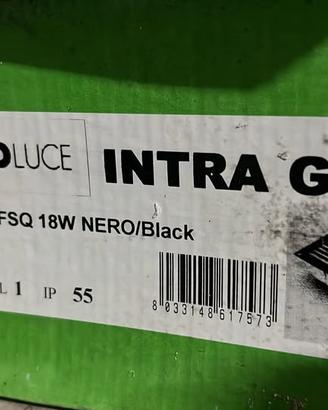 LUCE
INTRA G
FSQ 18W NERO/Black
1 IP 55
8 033148 617573